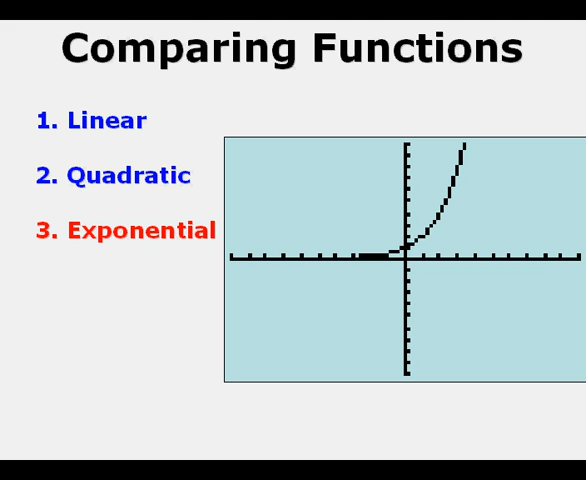 Comparing Functions
1. Linear
2. Quadratic
3. Exponential